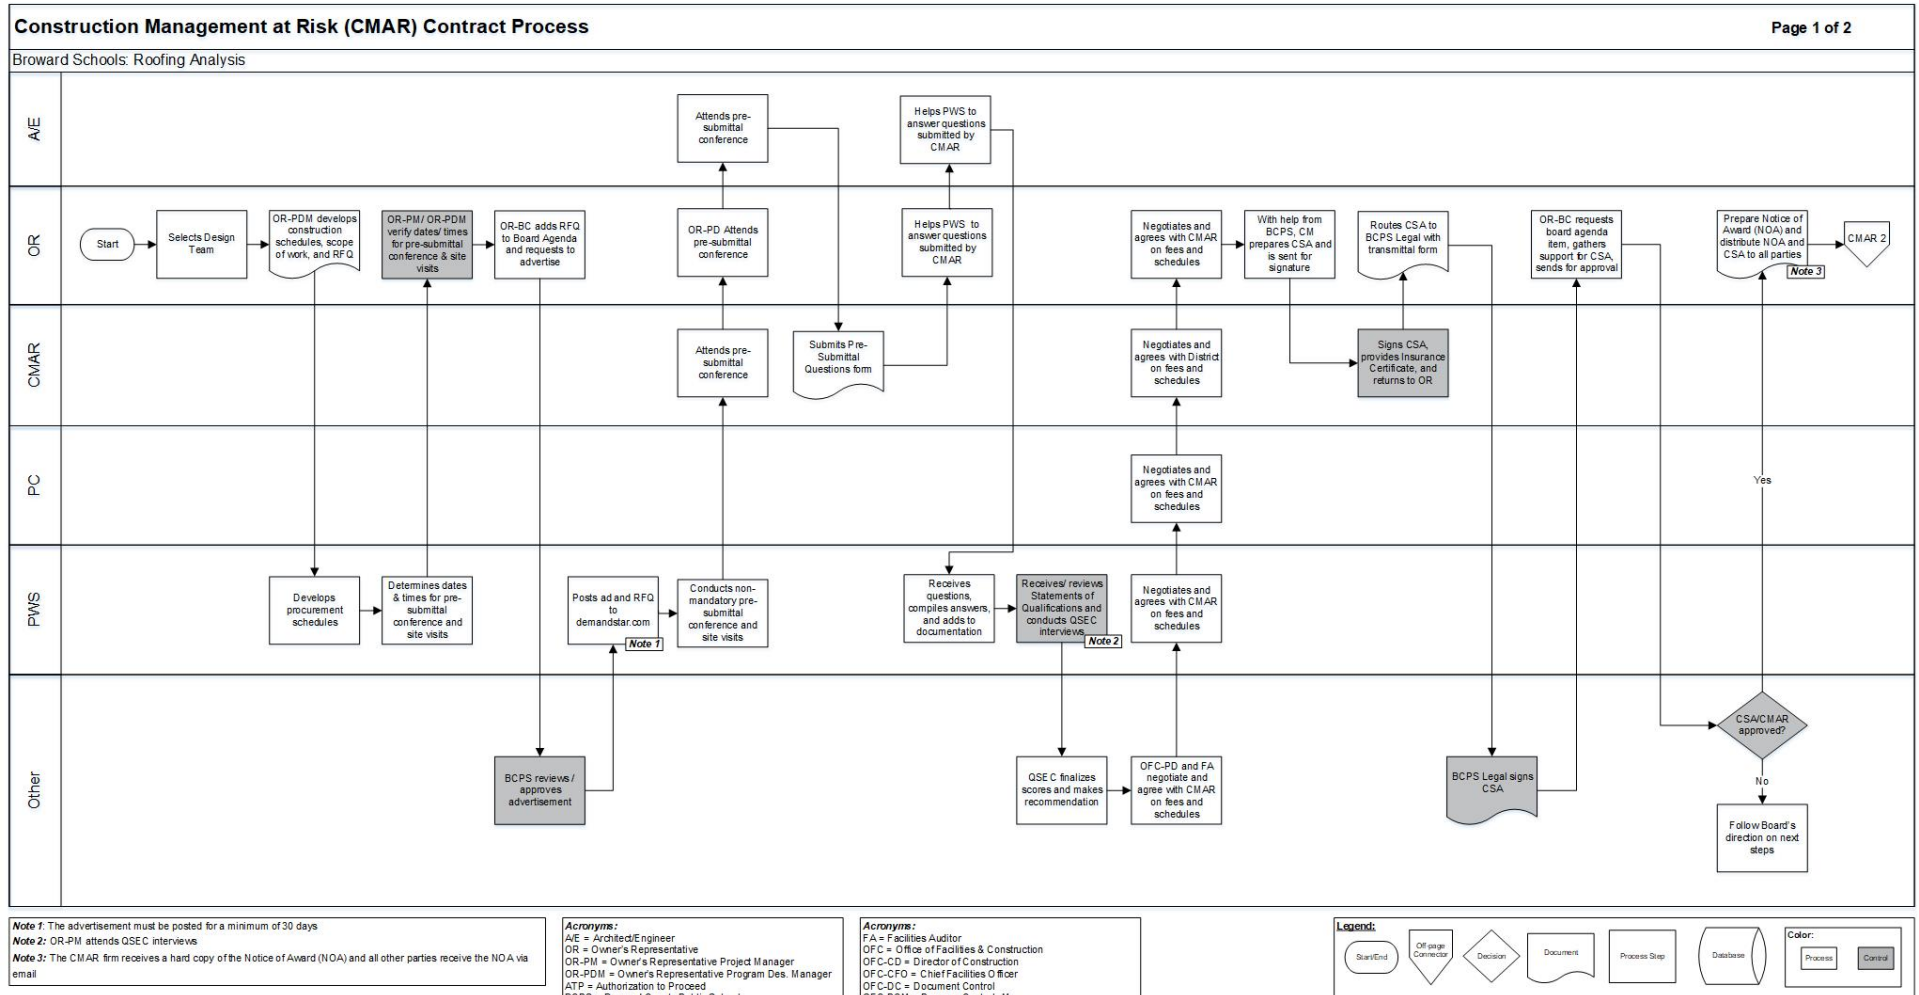 Construction Management at Risk (CMAR) Contract Process
Page 1 of 2
Broward Schools: Roofing Analysis
A/E
Attends pre-
submittal
conference
Helps PWS to
answer questions
submitted by
CMAR
OR
Start
Selects Design
Team
OR-PDM develops
construction
schedules, scope
of work, and RFQ
OR-PM/ OR-PDM
verify dates/ times
for pre-submittal
conference & site
visits
OR-BC adds RFQ
to Board Agenda
and requests to
advertise
OR-PD Attends
pre-submittal
conference
Helps PWS to
answer questions
submitted by
CMAR
Negotiates and
agrees with CMAR
on fees and
schedules
With help from
BCPS, CM
prepares CSA and
is sent for
signature
Routes CSA to
BCPS Legal with
transmittal form
OR-BC requests
board agenda
item, gathers
support for CSA,
sends for approval
Prepare Notice of
Award (NOA) and
distribute NOA and
CSA to all parties
Note 3
CMAR 2
CMAR
Attends pre-
submittal
conference
Submits Pre-
Submittal
Questions form
Negotiates and
agrees with District
on fees and
schedules
Signs CSA,
provides Insurance
Certificate, and
returns to OR
PC
Negotiates and
agrees with CMAR
on fees and
schedules
Yes
PWS
Develops
procurement
schedules
Determines dates
& times for pre-
submittal
conference and
site visits
Posts ad and RFQ
to
demandstar.com
Note 1
Conducts non-
mandatory pre-
submittal
conference and
site visits
Receives
questions,
compiles answers,
and adds to
documentation
Receives/ reviews
Statements of
Qualifications and
conducts QSEC
interviews
Note 2
Negotiates and
agrees with CMAR
on fees and
schedules
Other
BCPS reviews /
approves
advertisement
QSEC finalizes
scores and makes
recommendation
OFC-PD and FA
negotiate and
agree with CMAR
on fees and
schedules
BCPS Legal signs
CSA
CSA/CMAR
approved?
No
Follow Board's
direction on next
steps
Note 1: The advertisement must be posted for a minimum of 30 days
Note 2: OR-PM attends QSEC interviews
Note 3: The CMAR firm receives a hard copy of the Notice of Award (NOA) and all other parties receive the NOA via
email
Acronyms:
A/E = Architect/Engineer
OR = Owner's Representative
OR-PM = Owner's Representative Project Manager
OR-PDM = Owner's Representative Program Des. Manager
ATP = Authorization to Proceed
Acronyms:
FA = Facilities Auditor
OFC = Office of Facilities & Construction
OFC-CD = Director of Construction
OFC-CFO = Chief Facilities Officer
OFC-DC = Document Control
Legend:
Start/End
Off-page
Connector
Decision
Document
Process Step
Database
Color:
Process
Control